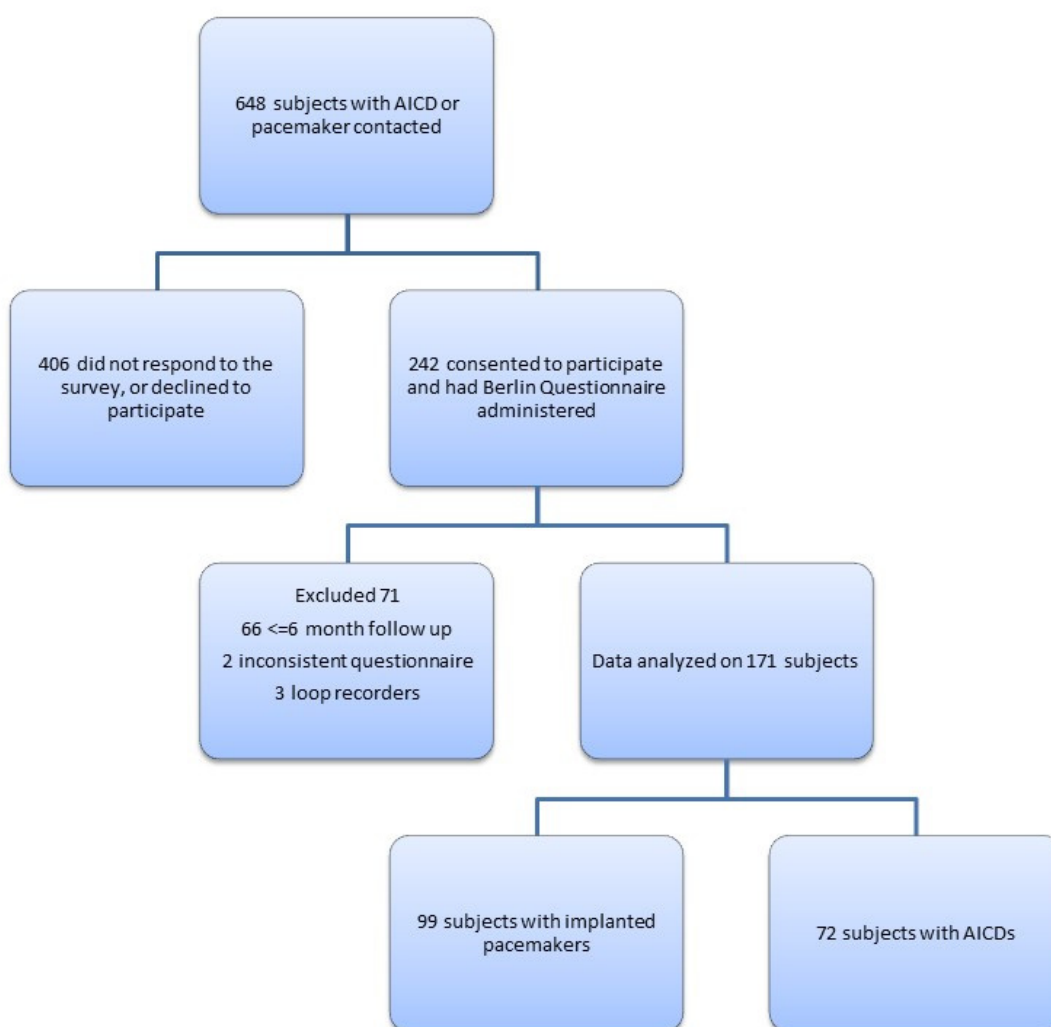 648 subjects with AICD or
pacemaker contacted
406 did not respond to the
survey, or declined to
participate
242 consented to participate
and had Berlin Questionnaire
administered
Excluded 71
66 <=6 month follow up
2 inconsistent questionnaire
3 loop recorders
Data analyzed on 171 subjects
99 subjects with implanted
pacemakers
72 subjects with AICDs